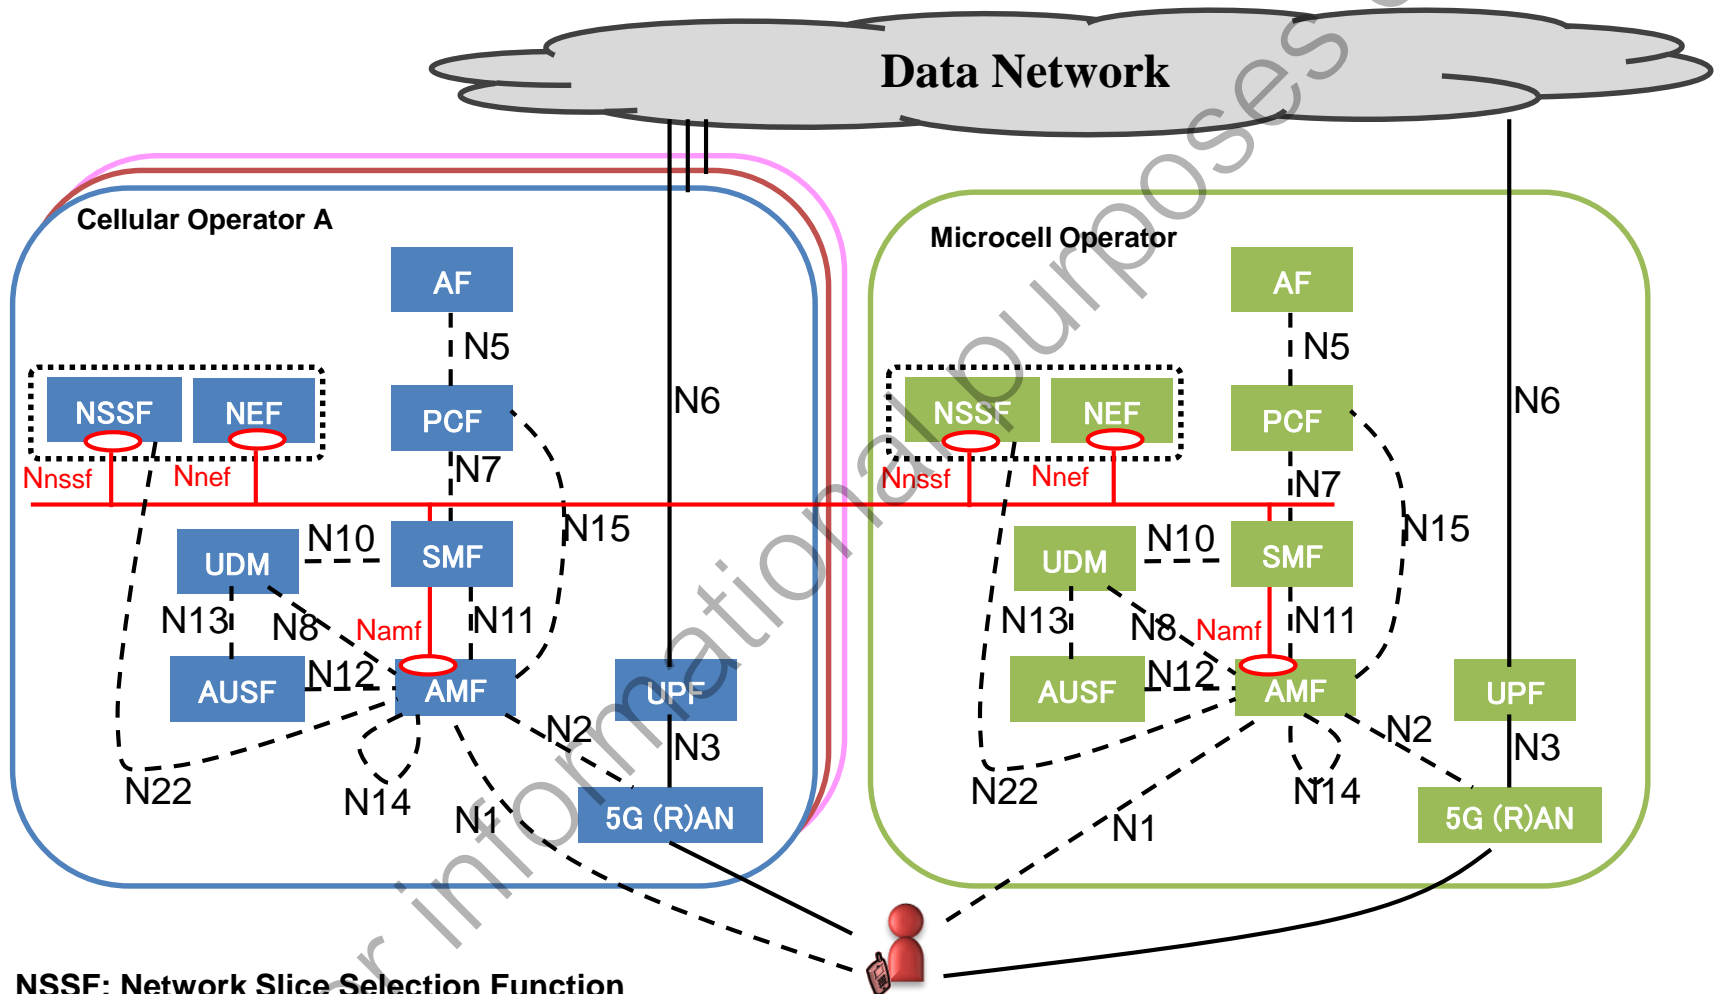 Data Network
Cellular Operator A
AF
N5
NSSF
NEF
PCF
N6
Nnssf
Nnef
N7
N10
N15
UDM
SMF
N13
N8
Namf
N11
AUSF
N12
AMF
UPF
N2
N3
N22
N14
N1
5G (R)AN
Microcell Operator
AF
N5
NSSF
NEF
PCF
N6
Nnssf
Nnef
N7
N10
N15
UDM
SMF
N13
N8
Namf
N11
AUSF
N12
AMF
UPF
N2
N3
N22
N14
N1
5G (R)AN
NSSF: Network Slice Selection Function
r informational purposes